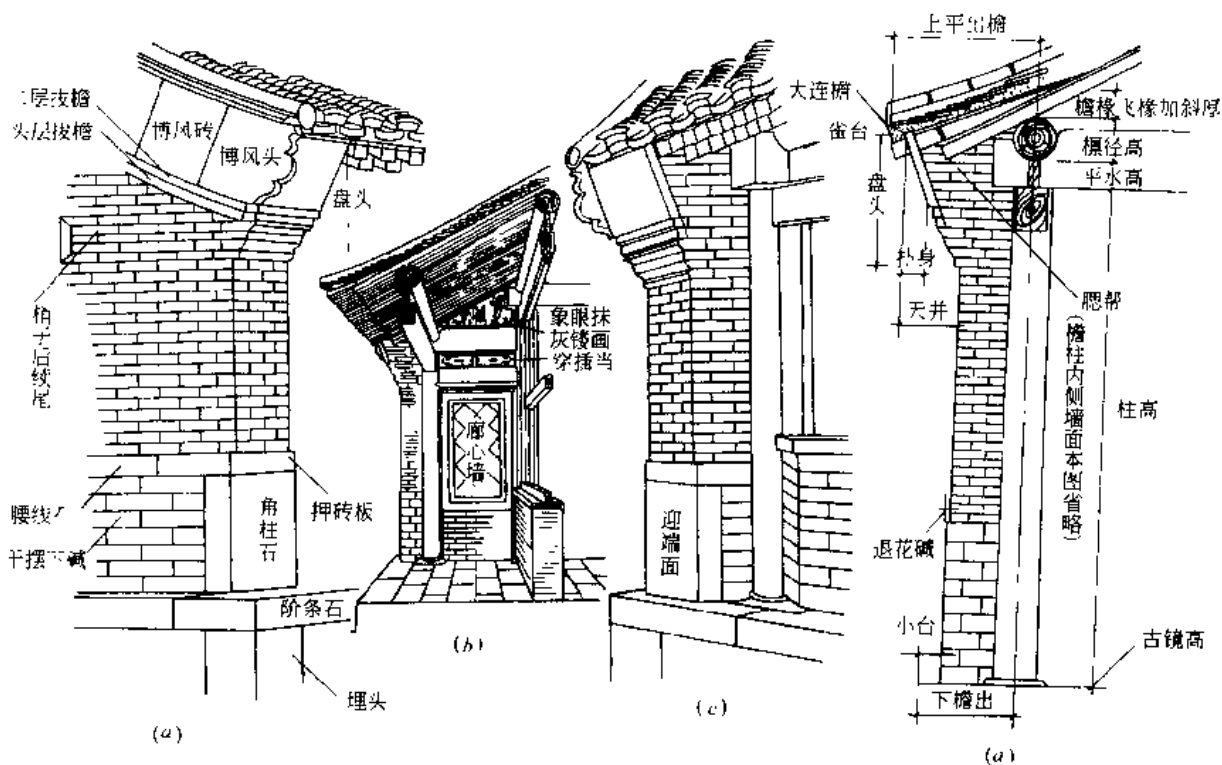 二层拔檐
头层拔檐
博风砖
博风头
盘头
梢子后续尾
腰线石
干摆下碱
角柱石
押砖板
阶条石
埋头
(a)
象眼抹
灰镂画
穿插当
廊心墙
(b)
迎端面
(c)
上平出檐
大连檐
雀台
檐椽飞椽加斜厚
檩径高
平水高
盘头
扑身
天井
腮帮
(檐柱内侧墙面本图省略)
柱高
退花碱
小台
古镜高
下檐出
(d)